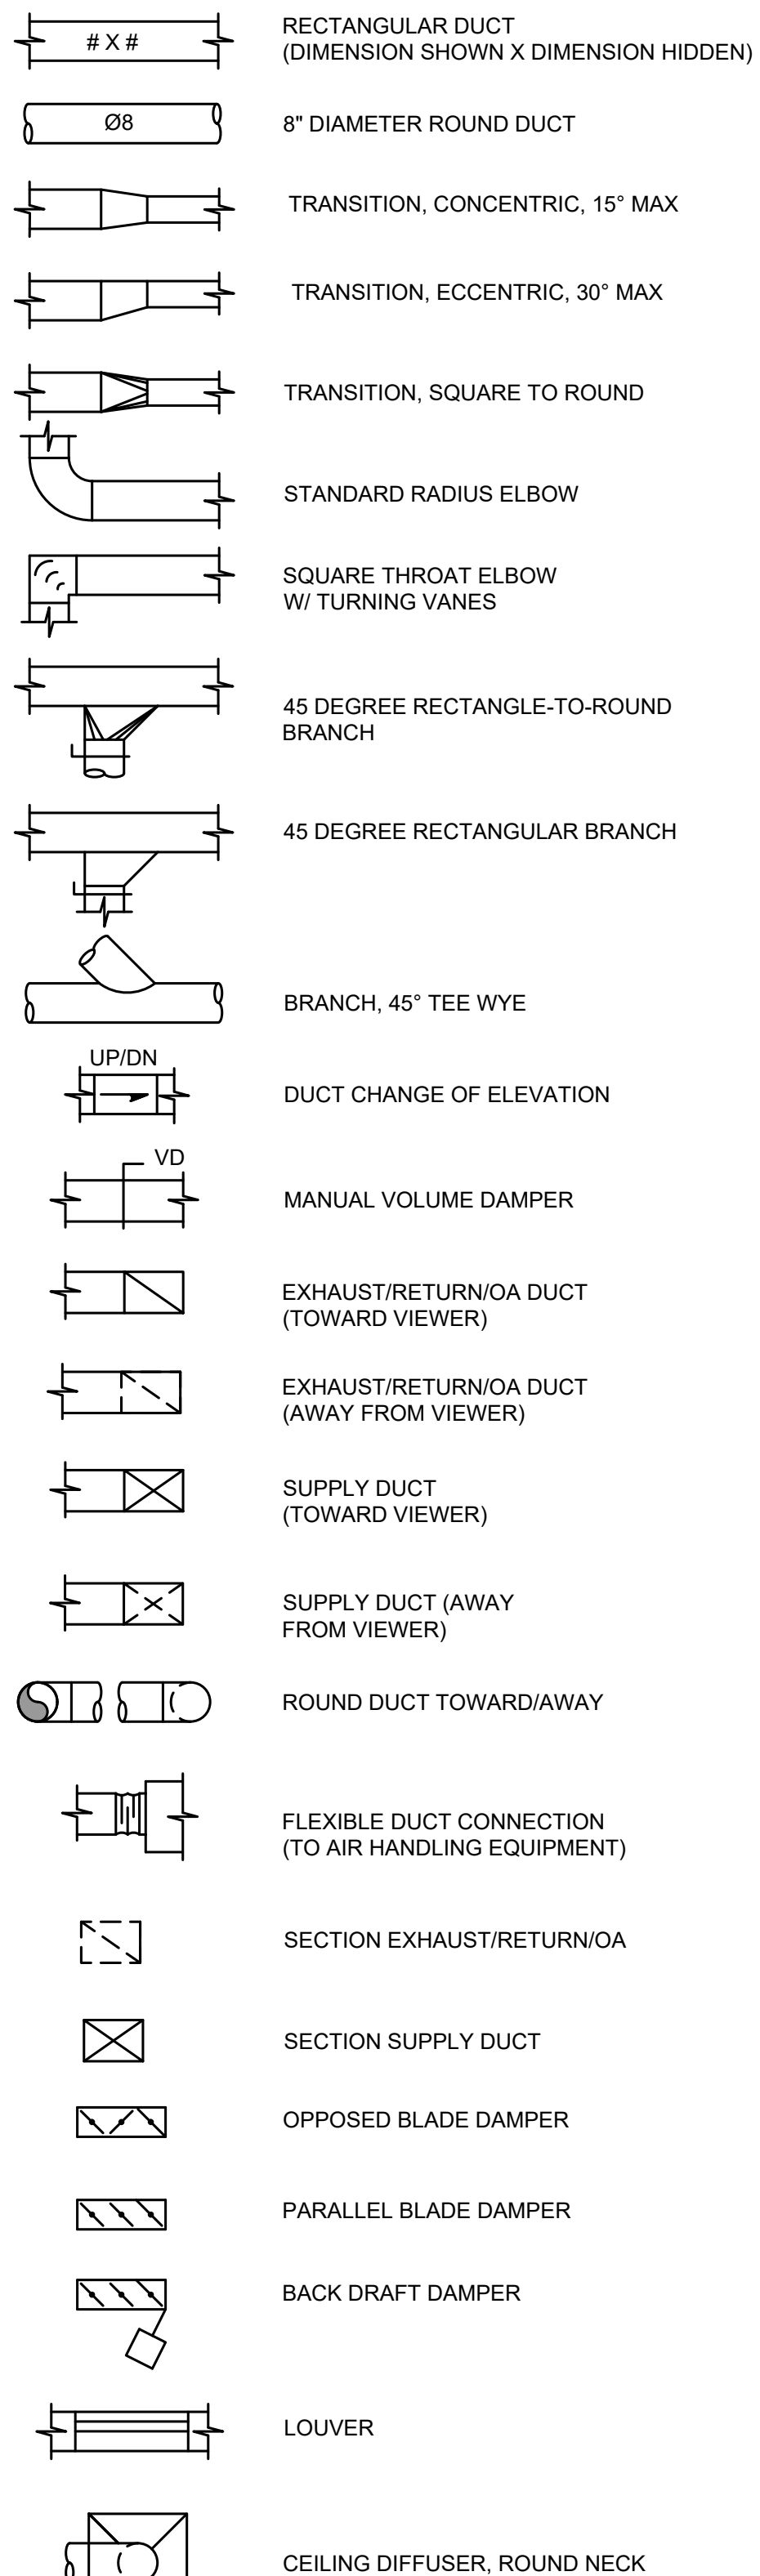 # X #
RECTANGULAR DUCT
(DIMENSION SHOWN X DIMENSION HIDDEN)
Ø8
8" DIAMETER ROUND DUCT
TRANSITION, CONCENTRIC, 15° MAX
TRANSITION, ECCENTRIC, 30° MAX
TRANSITION, SQUARE TO ROUND
STANDARD RADIUS ELBOW
SQUARE THROAT ELBOW
W/ TURNING VANES
45 DEGREE RECTANGLE-TO-ROUND
BRANCH
45 DEGREE RECTANGULAR BRANCH
BRANCH, 45° TEE WYE
UP/DN
DUCT CHANGE OF ELEVATION
VD
MANUAL VOLUME DAMPER
EXHAUST/RETURN/OA DUCT
(TOWARD VIEWER)
EXHAUST/RETURN/OA DUCT
(AWAY FROM VIEWER)
SUPPLY DUCT
(TOWARD VIEWER)
SUPPLY DUCT (AWAY
FROM VIEWER)
ROUND DUCT TOWARD/AWAY
FLEXIBLE DUCT CONNECTION
(TO AIR HANDLING EQUIPMENT)
SECTION EXHAUST/RETURN/OA
SECTION SUPPLY DUCT
OPPOSED BLADE DAMPER
PARALLEL BLADE DAMPER
BACK DRAFT DAMPER
LOUVER
CEILING DIFFUSER, ROUND NECK